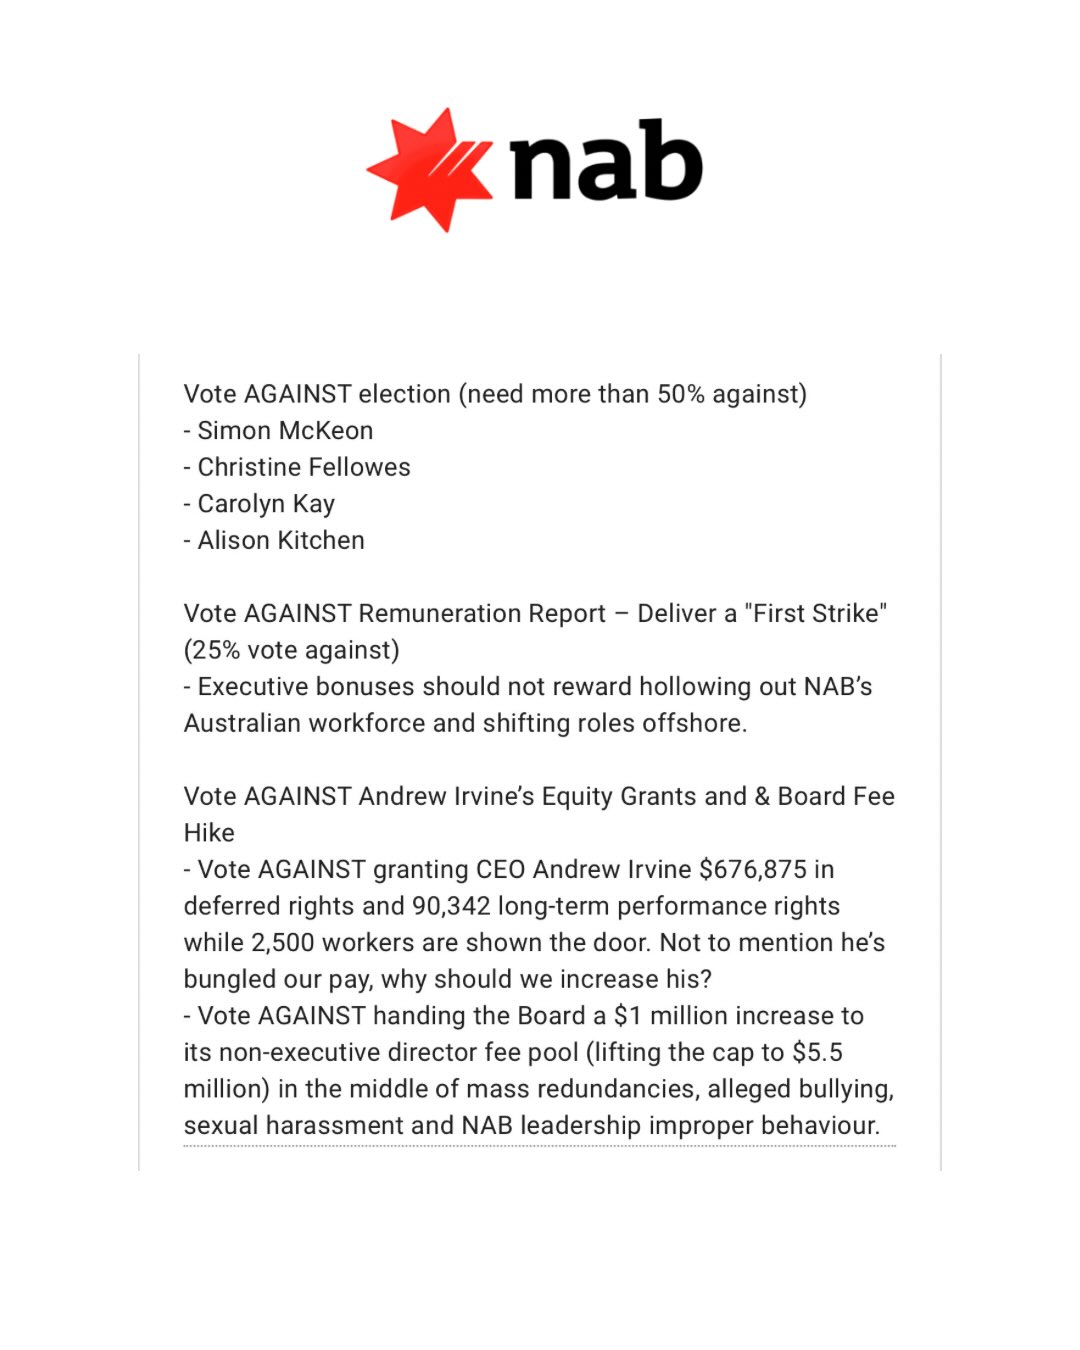 nab
Vote AGAINST election (need more than 50% against)
- Simon McKeon
- Christine Fellowes
- Carolyn Kay
- Alison Kitchen
Vote AGAINST Remuneration Report – Deliver a "First Strike"
(25% vote against)
- Executive bonuses should not reward hollowing out NAB’s
Australian workforce and shifting roles offshore.
Vote AGAINST Andrew Irvine’s Equity Grants and & Board Fee
Hike
- Vote AGAINST granting CEO Andrew Irvine $676,875 in
deferred rights and 90,342 long-term performance rights
while 2,500 workers are shown the door. Not to mention he’s
bungled our pay, why should we increase his?
- Vote AGAINST handing the Board a $1 million increase to
its non-executive director fee pool (lifting the cap to $5.5
million) in the middle of mass redundancies, alleged bullying,
sexual harassment and NAB leadership improper behaviour.